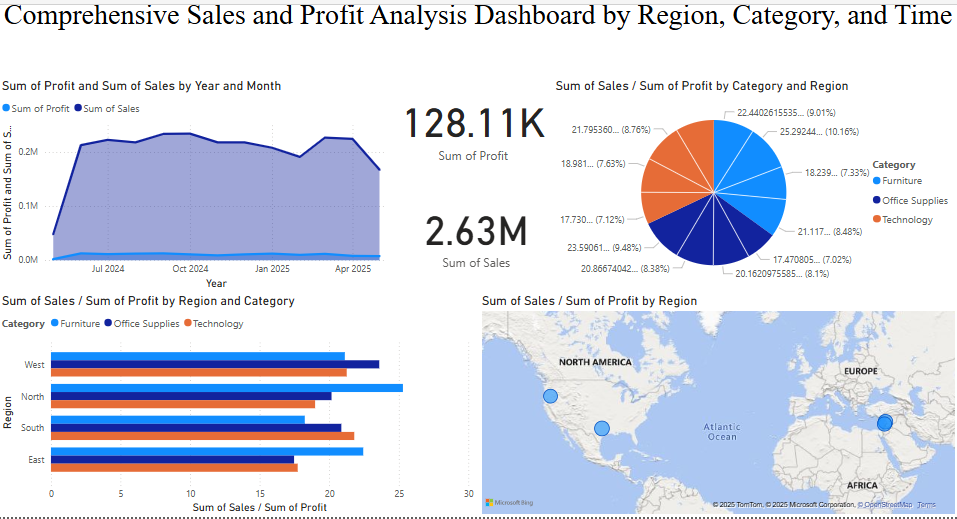 Comprehensive Sales and Profit Analysis Dashboard by Region, Category, and Time
Sum of Profit and Sum of Sales by Year and Month
Sum of Profit Sum of Sales
Sum of Profit and Sum of S...
0.2M
0.1M
0.0M
Jul 2024 Oct 2024 Jan 2025 Apr 2025
Year
128.11K
Sum of Profit
2.63M
Sum of Sales
Sum of Sales / Sum of Profit by Category and Region
22.4402615535... (9.01%)
25.29244... (10.16%)
18.239... (7.33%)
21.117... (8.48%)
17.470805... (7.02%)
20.1620975585... (8.1%)
20.86674042... (8.38%)
23.59061... (9.48%)
17.730... (7.12%)
18.981... (7.63%)
21.795360... (8.76%)
Category
Furniture
Office Supplies
Technology
Sum of Sales / Sum of Profit by Region and Category
Category Furniture Office Supplies Technology
Region
West
North
South
East
0 5 10 15 20 25 30
Sum of Sales / Sum of Profit
Sum of Sales / Sum of Profit by Region
NORTH AMERICA
EUROPE
Atlantic
Ocean
AFRICA
Microsoft Bing
© 2025 TomTom, © 2025 Microsoft Corporation, © OpenStreetMap Terms